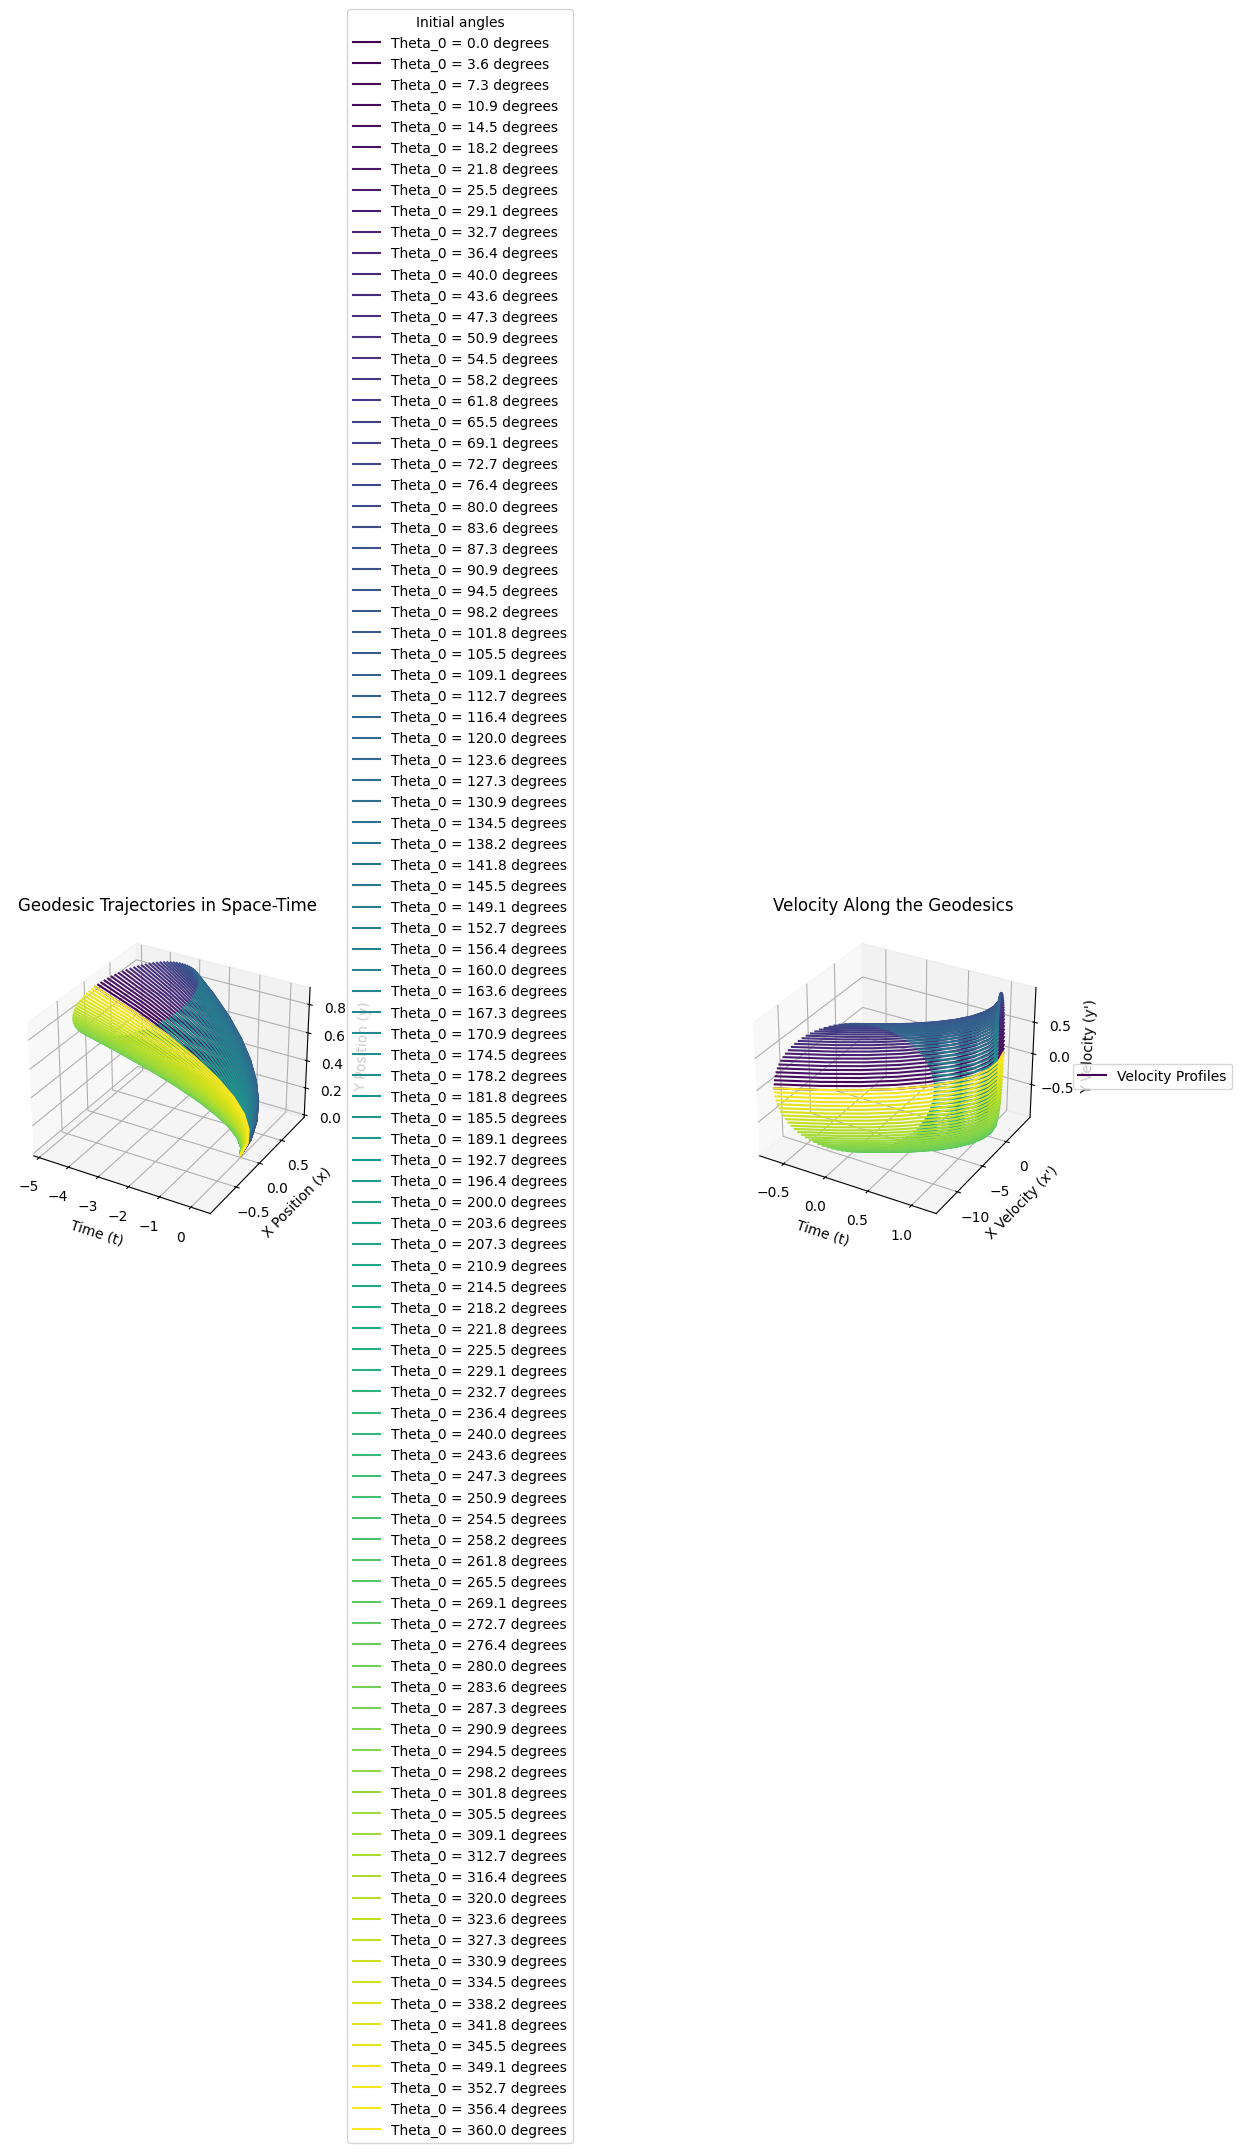 Initial angles
Theta_0 = 0.0 degrees
Theta_0 = 3.6 degrees
Theta_0 = 7.3 degrees
Theta_0 = 10.9 degrees
Theta_0 = 14.5 degrees
Theta_0 = 18.2 degrees
Theta_0 = 21.8 degrees
Theta_0 = 25.5 degrees
Theta_0 = 29.1 degrees
Theta_0 = 32.7 degrees
Theta_0 = 36.4 degrees
Theta_0 = 40.0 degrees
Theta_0 = 43.6 degrees
Theta_0 = 47.3 degrees
Theta_0 = 50.9 degrees
Theta_0 = 54.5 degrees
Theta_0 = 58.2 degrees
Theta_0 = 61.8 degrees
Theta_0 = 65.5 degrees
Theta_0 = 69.1 degrees
Theta_0 = 72.7 degrees
Theta_0 = 76.4 degrees
Theta_0 = 80.0 degrees
Theta_0 = 83.6 degrees
Theta_0 = 87.3 degrees
Theta_0 = 90.9 degrees
Theta_0 = 94.5 degrees
Theta_0 = 98.2 degrees
Theta_0 = 101.8 degrees
Theta_0 = 105.5 degrees
Theta_0 = 109.1 degrees
Theta_0 = 112.7 degrees
Theta_0 = 116.4 degrees
Theta_0 = 120.0 degrees
Theta_0 = 123.6 degrees
Theta_0 = 127.3 degrees
Theta_0 = 130.9 degrees
Theta_0 = 134.5 degrees
Theta_0 = 138.2 degrees
Theta_0 = 141.8 degrees
Theta_0 = 145.5 degrees
Theta_0 = 149.1 degrees
Theta_0 = 152.7 degrees
Theta_0 = 156.4 degrees
Theta_0 = 160.0 degrees
Theta_0 = 163.6 degrees
Theta_0 = 167.3 degrees
Theta_0 = 170.9 degrees
Theta_0 = 174.5 degrees
Theta_0 = 178.2 degrees
Theta_0 = 181.8 degrees
Theta_0 = 185.5 degrees
Theta_0 = 189.1 degrees
Theta_0 = 192.7 degrees
Theta_0 = 196.4 degrees
Theta_0 = 200.0 degrees
Theta_0 = 203.6 degrees
Theta_0 = 207.3 degrees
Theta_0 = 210.9 degrees
Theta_0 = 214.5 degrees
Theta_0 = 218.2 degrees
Theta_0 = 221.8 degrees
Theta_0 = 225.5 degrees
Theta_0 = 229.1 degrees
Theta_0 = 232.7 degrees
Theta_0 = 236.4 degrees
Theta_0 = 240.0 degrees
Theta_0 = 243.6 degrees
Theta_0 = 247.3 degrees
Theta_0 = 250.9 degrees
Theta_0 = 254.5 degrees
Theta_0 = 258.2 degrees
Theta_0 = 261.8 degrees
Theta_0 = 265.5 degrees
Theta_0 = 269.1 degrees
Theta_0 = 272.7 degrees
Theta_0 = 276.4 degrees
Theta_0 = 280.0 degrees
Theta_0 = 283.6 degrees
Theta_0 = 287.3 degrees
Theta_0 = 290.9 degrees
Theta_0 = 294.5 degrees
Theta_0 = 298.2 degrees
Theta_0 = 301.8 degrees
Theta_0 = 305.5 degrees
Theta_0 = 309.1 degrees
Theta_0 = 312.7 degrees
Theta_0 = 316.4 degrees
Theta_0 = 320.0 degrees
Theta_0 = 323.6 degrees
Theta_0 = 327.3 degrees
Theta_0 = 330.9 degrees
Theta_0 = 334.5 degrees
Theta_0 = 338.2 degrees
Theta_0 = 341.8 degrees
Theta_0 = 345.5 degrees
Theta_0 = 349.1 degrees
Theta_0 = 352.7 degrees
Theta_0 = 356.4 degrees
Theta_0 = 360.0 degrees
Geodesic Trajectories in Space-Time
0.8
0.6
0.4
0.2
0.0
Y Position (y)
0.5
0.0
−0.5
X Position (x)
−5
−4
−3
−2
−1
0
Time (t)
Velocity Along the Geodesics
0.5
0.0
−0.5
Y Velocity (y')
Velocity Profiles
0
−5
−10
X Velocity (x')
−0.5
0.0
0.5
1.0
Time (t)